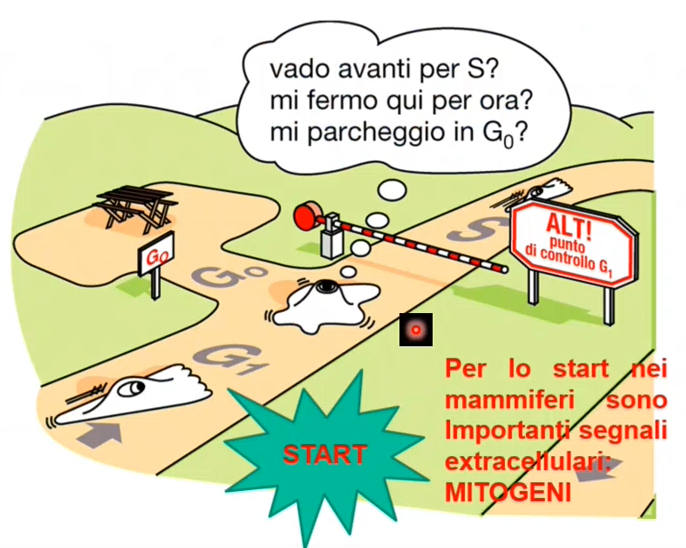 vado avanti per S?
mi fermo qui per ora?
mi parcheggio in G₀?
ALT!
punto
di controllo G₁
S
G₀
G₀
G₁
START
Per lo start nei
mammiferi sono
Importanti segnali
extracellulari:
MITOGENI